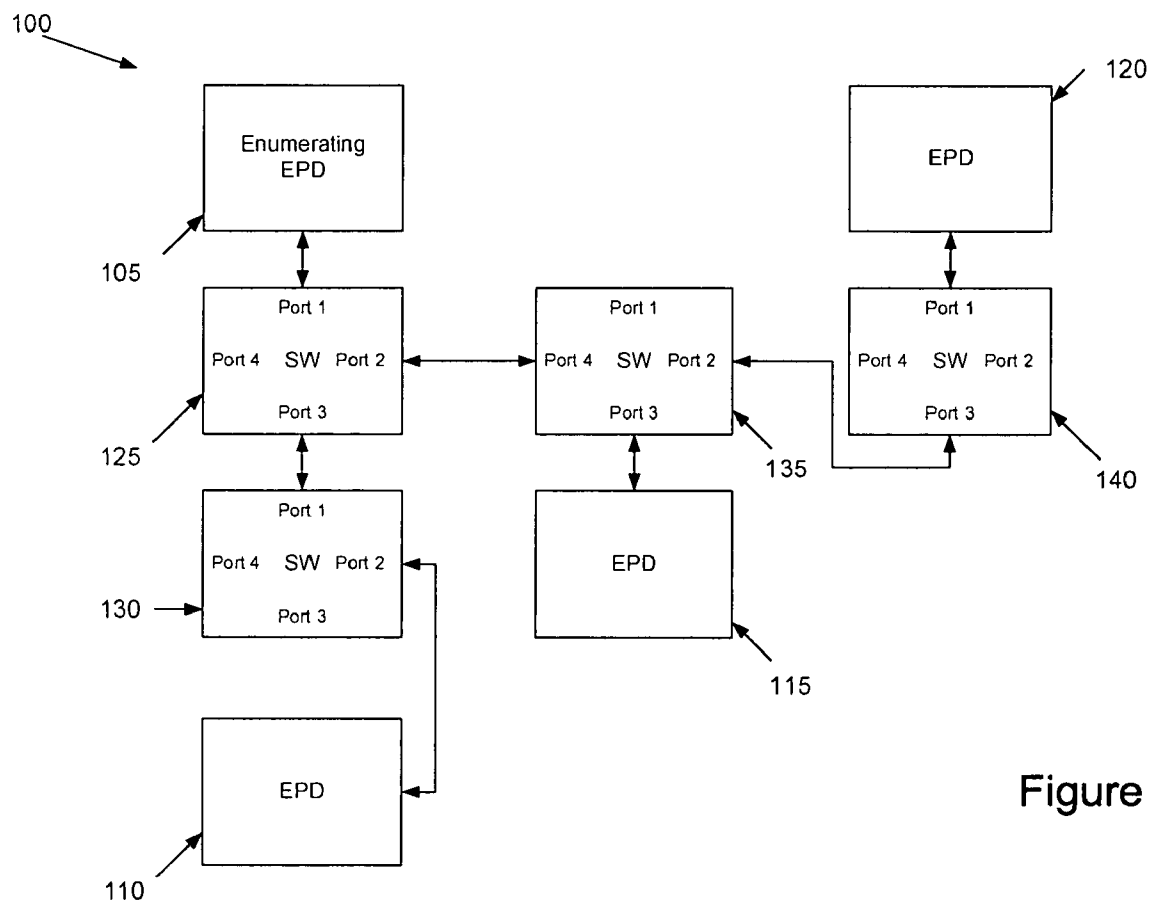 100
120
Enumerating
EPD
EPD
105
Port 1
Port 1
Port 1
Port 4 SW Port 2
Port 4 SW Port 2
Port 4 SW Port 2
Port 3
Port 3
Port 3
125
135
140
Port 1
Port 4 SW Port 2
EPD
130
Port 3
115
EPD
Figure
110